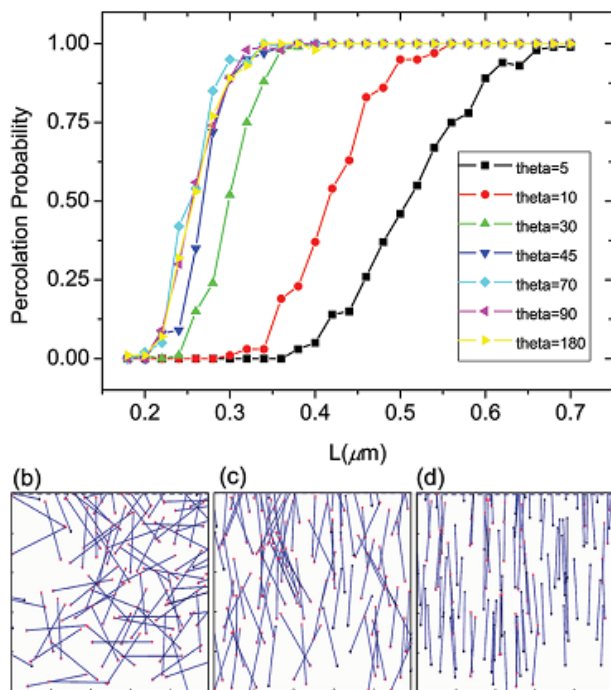 1.00
0.75
0.50
0.25
0.00
Percolation Probability
theta=5
theta=10
theta=30
theta=45
theta=70
theta=90
theta=180
0.2 0.3 0.4 0.5 0.6 0.7
L(μm)
(b) (c) (d)